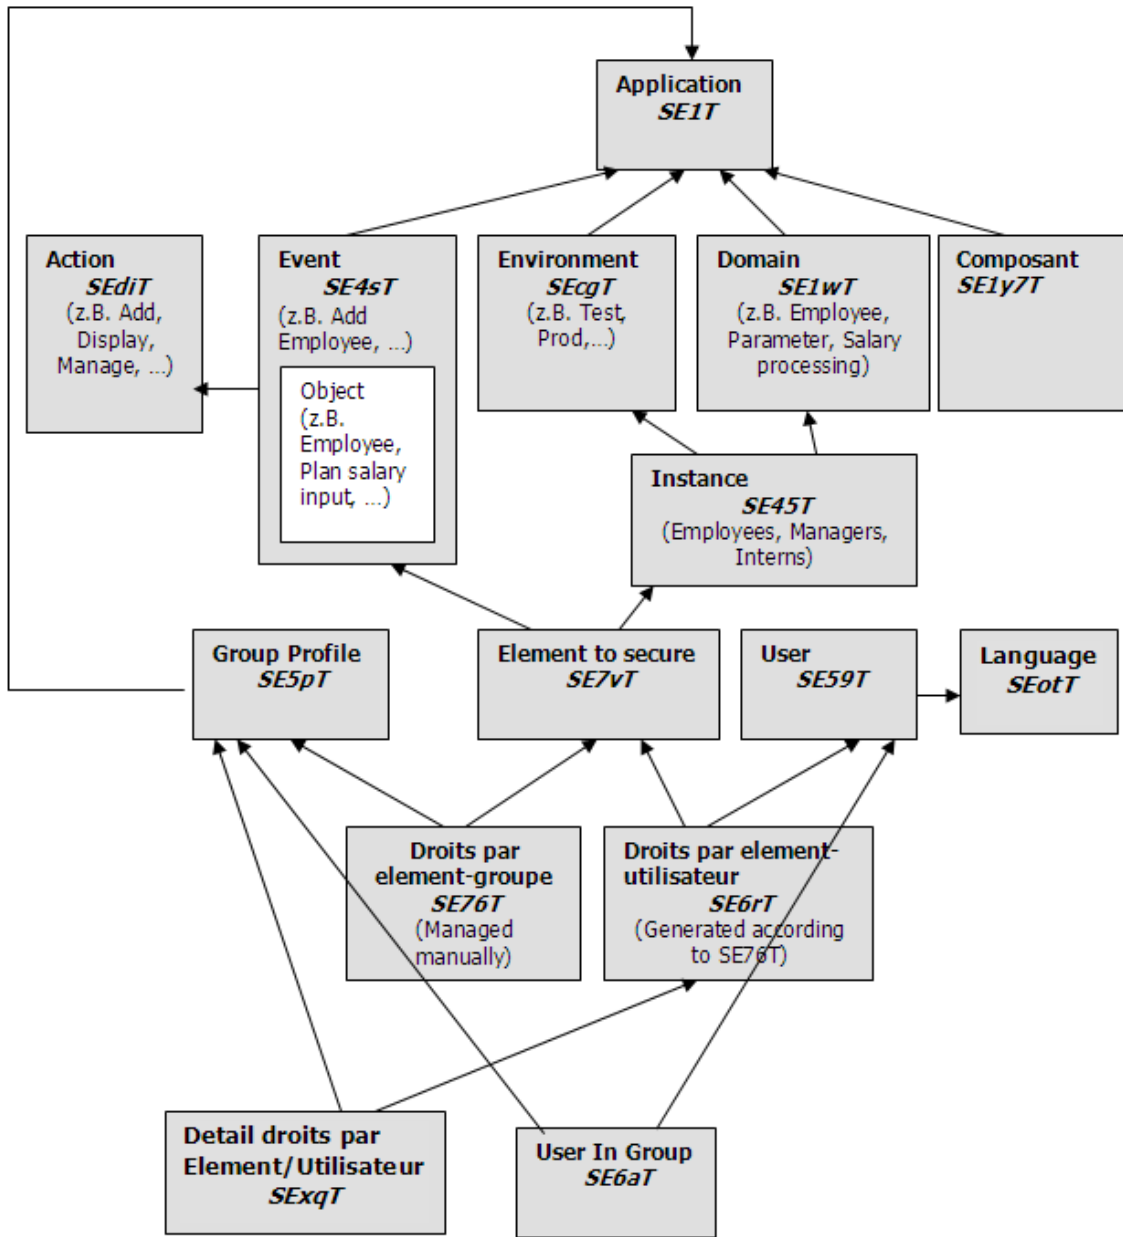 Application
SE1T
Action
SEdiT
(z.B. Add,
Display,
Manage, ...)
Event
SE4sT
(z.B. Add
Employee, ...)
Object
(z.B.
Employee,
Plan salary
input, ...)
Environment
SEcgT
(z.B. Test,
Prod,...)
Domain
SE1wT
(z.B. Employee,
Parameter, Salary
processing)
Composant
SE1y7T
Instance
SE45T
(Employees, Managers,
Interns)
Group Profile
SE5pT
Element to secure
SE7vT
User
SE59T
Language
SEotT
Droits par
element-groupe
SE76T
(Managed
manually)
Droits par element-
utilisateur
SE6rT
(Generated according
to SE76T)
Detail droits par
Element/Utilisateur
SExqT
User In Group
SE6aT